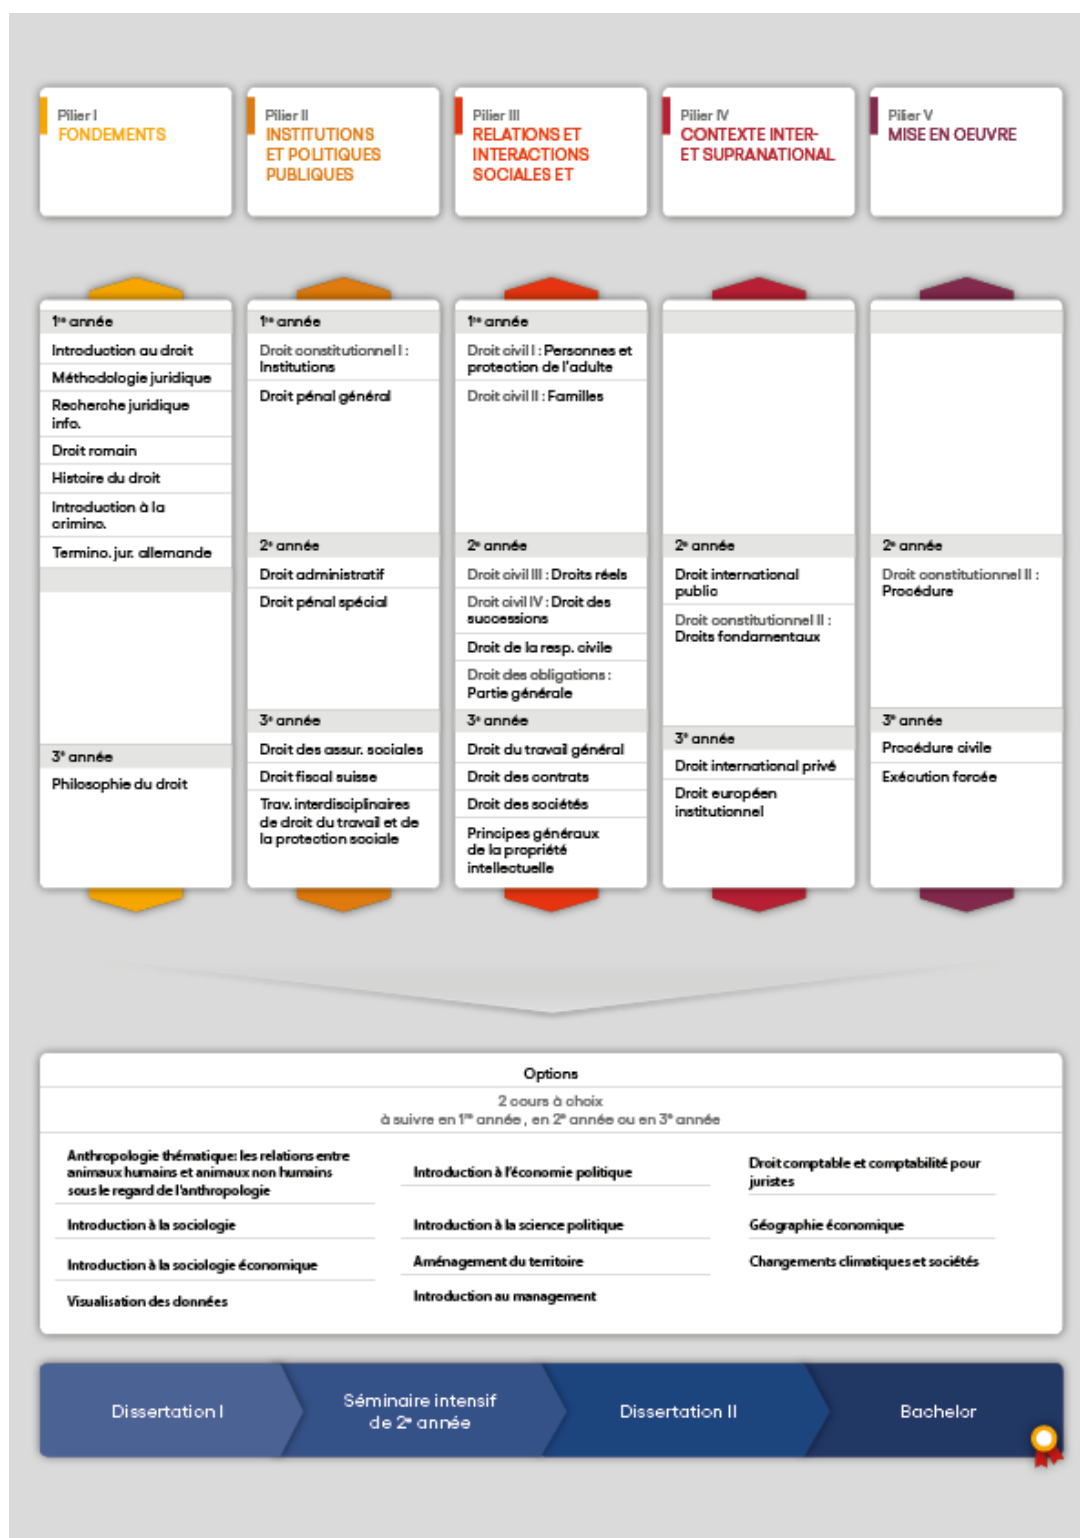 Pilier I
FONDEMENTS
Pilier II
INSTITUTIONS
ET POLITIQUES
PUBLIQUES
Pilier III
RELATIONS ET
INTERACTIONS
SOCIALES ET
Pilier IV
CONTEXTE INTER-
ET SUPRANATIONAL
Pilier V
MISE EN OEUVRE
1re année
Introduction au droit
Méthodologie juridique
Recherche juridique
info.
Droit romain
Histoire du droit
Introduction à la
crimino.
Termino. jur. allemande
3e année
Philosophie du droit
1re année
Droit constitutionnel I :
Institutions
Droit pénal général
2e année
Droit administratif
Droit pénal spécial
3e année
Droit des assur. sociales
Droit fiscal suisse
Trav. interdisciplinaires
de droit du travail et de
la protection sociale
1re année
Droit civil I : Personnes et
protection de l'adulte
Droit civil II : Familles
2e année
Droit civil III : Droits réels
Droit civil IV : Droit des
successions
Droit de la resp. civile
Droit des obligations :
Partie générale
3e année
Droit du travail général
Droit des contrats
Droit des sociétés
Principes généraux
de la propriété
intellectuelle
2e année
Droit international
public
Droit constitutionnel II :
Droits fondamentaux
3e année
Droit international privé
Droit européen
institutionnel
2e année
Droit constitutionnel II :
Procédure
3e année
Procédure civile
Exécution forcée
Options
2 cours à choix
à suivre en 1re année , en 2e année ou en 3e année
Anthropologie thématique: les relations entre
animaux humains et animaux non humains
sous le regard de l'anthropologie
Introduction à la sociologie
Introduction à la sociologie économique
Visualisation des données
Introduction à l'économie politique
Introduction à la science politique
Aménagement du territoire
Introduction au management
Droit comptable et comptabilité pour
juristes
Géographie économique
Changements climatiques et sociétés
Dissertation I
Séminaire intensif
de 2e année
Dissertation II
Bachelor